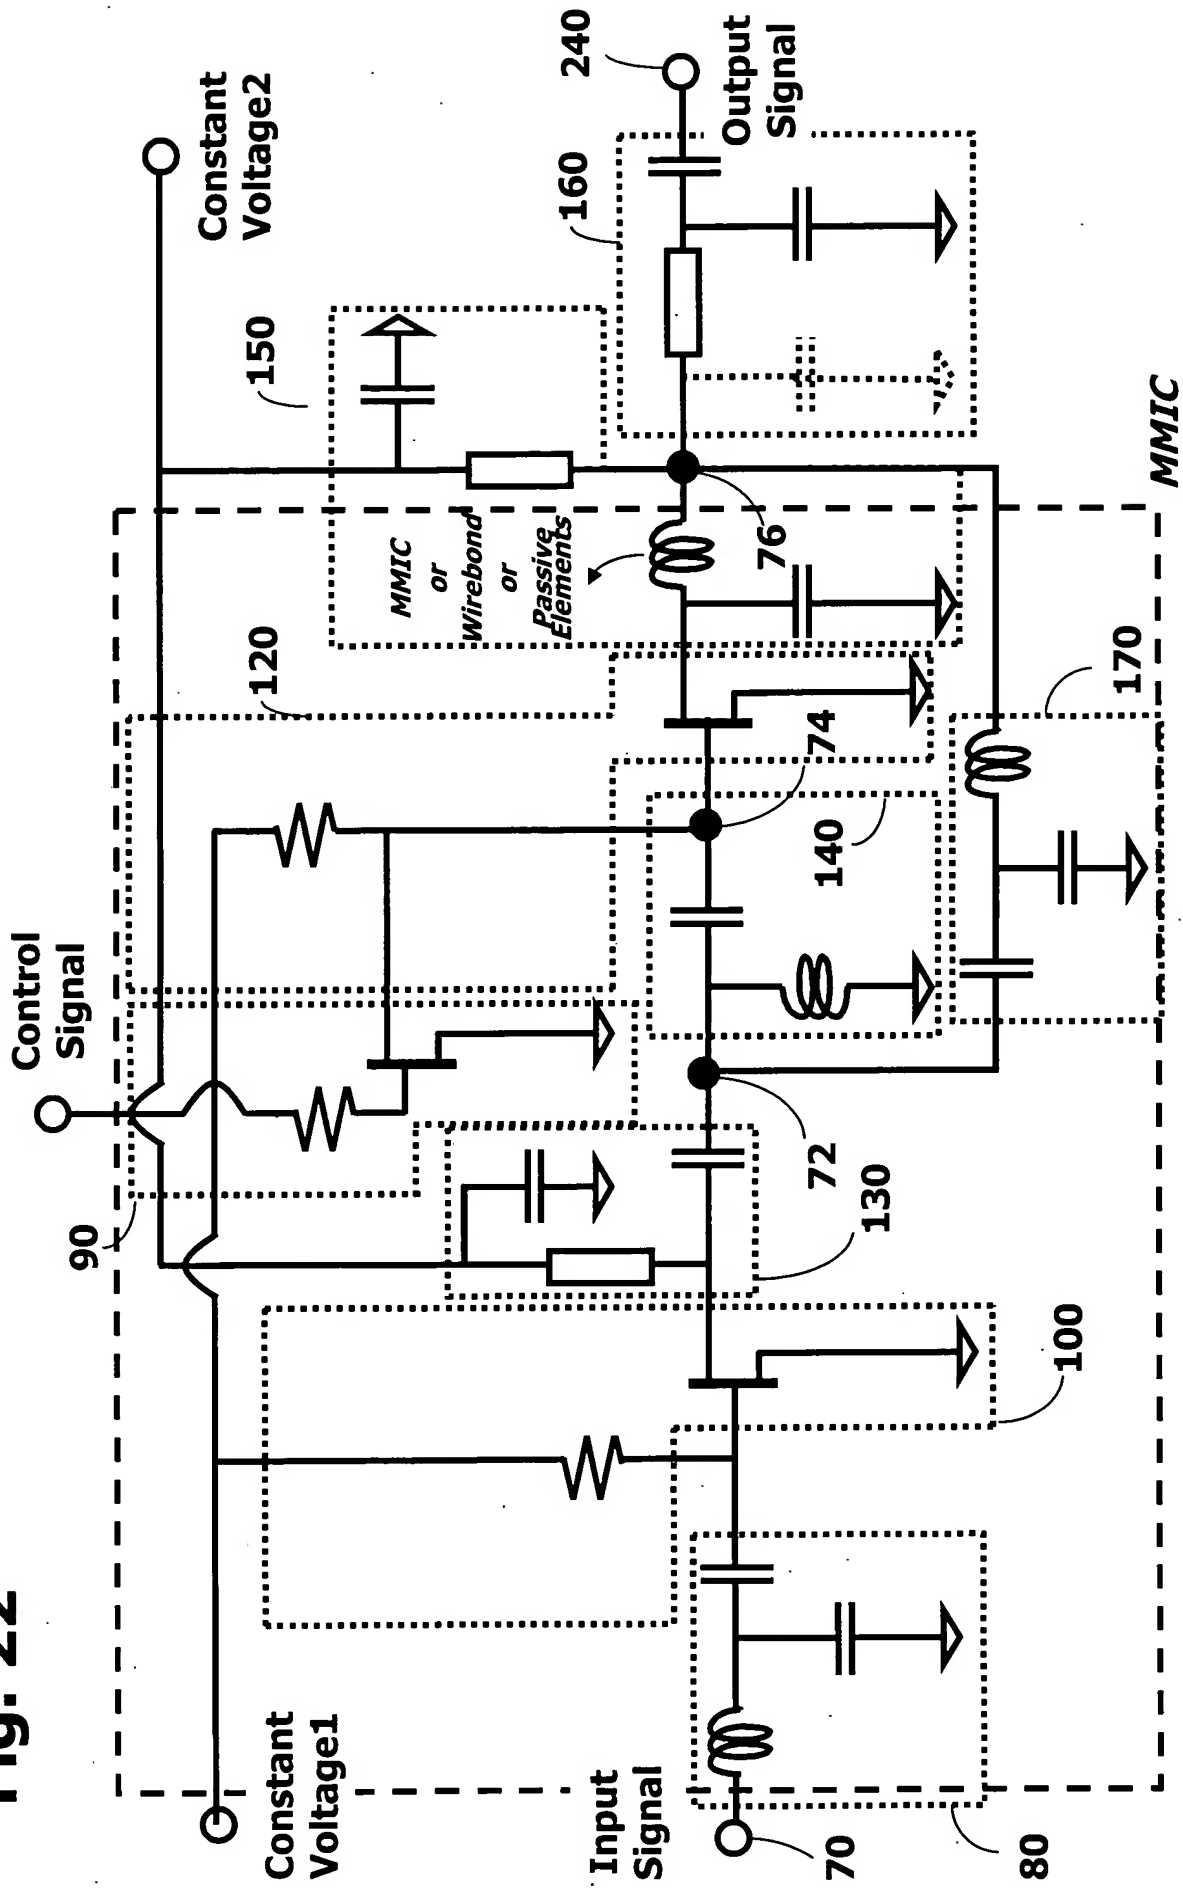 Fig. 22
Control
Signal
Constant
Voltage2
90
120
150
160
240
Output
Signal
Constant
Voltage1
MMIC
or
Wirebond
or
Passive
Elements
76
74
72
140
130
170
100
Input
Signal
70
80
MMIC